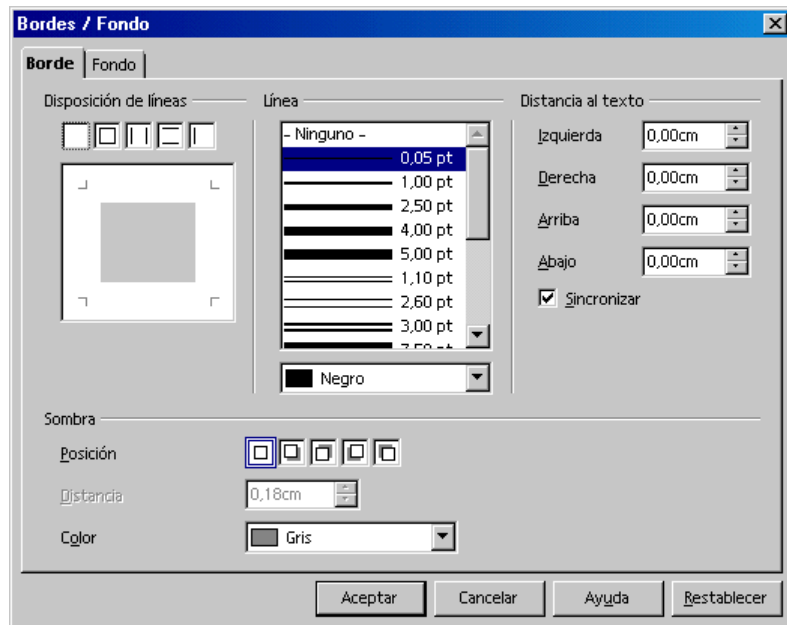 Bordes / Fondo
Borde
Fondo
Disposición de líneas
Línea
- Ninguno -
0,05 pt
1,00 pt
2,50 pt
4,00 pt
5,00 pt
1,10 pt
2,60 pt
3,00 pt
Negro
Distancia al texto
Izquierda 0,00cm
Derecha 0,00cm
Arriba 0,00cm
Abajo 0,00cm
Sincronizar
Sombra
Posición
Distancia 0,18cm
Color Gris
Aceptar
Cancelar
Ayuda
Restablecer